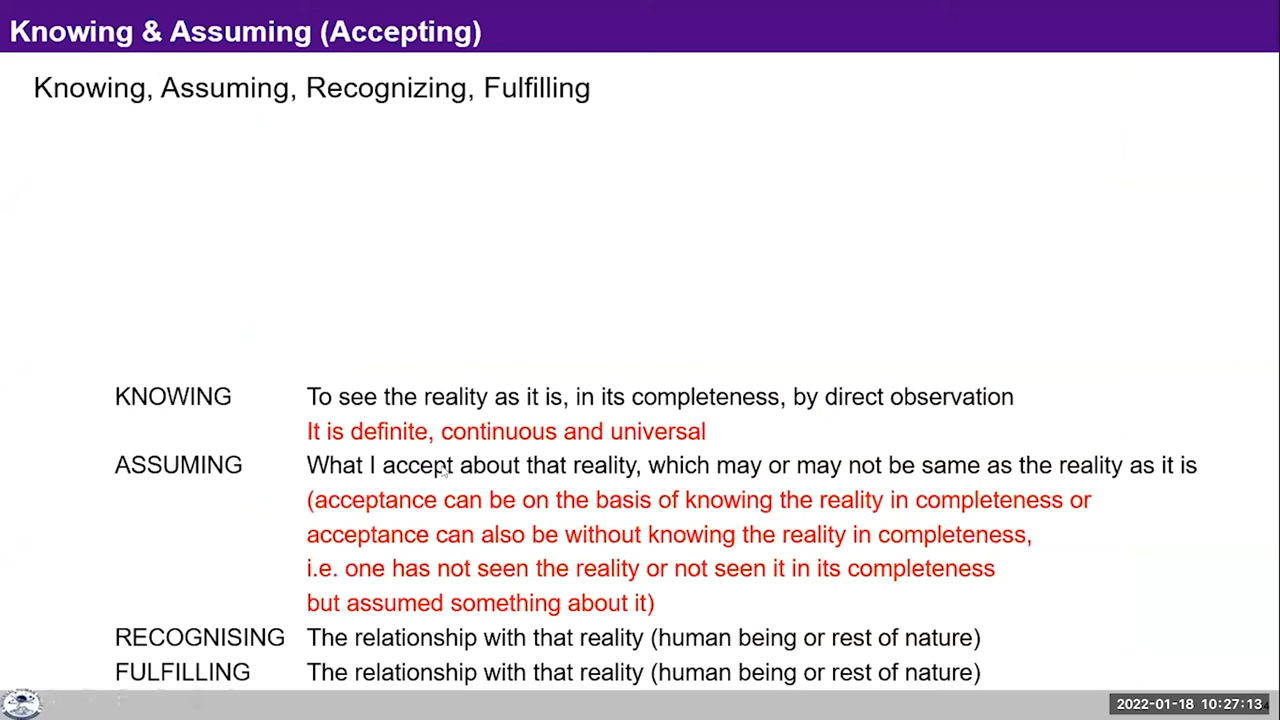 Knowing & Assuming (Accepting)
Knowing, Assuming, Recognizing, Fulfilling
KNOWING To see the reality as it is, in its completeness, by direct observation
It is definite, continuous and universal
ASSUMING What I accept about that reality, which may or may not be same as the reality as it is
(acceptance can be on the basis of knowing the reality in completeness or
acceptance can also be without knowing the reality in completeness,
i.e. one has not seen the reality or not seen it in its completeness
but assumed something about it)
RECOGNISING The relationship with that reality (human being or rest of nature)
FULFILLING The relationship with that reality (human being or rest of nature)
2022-01-18 10:27:13